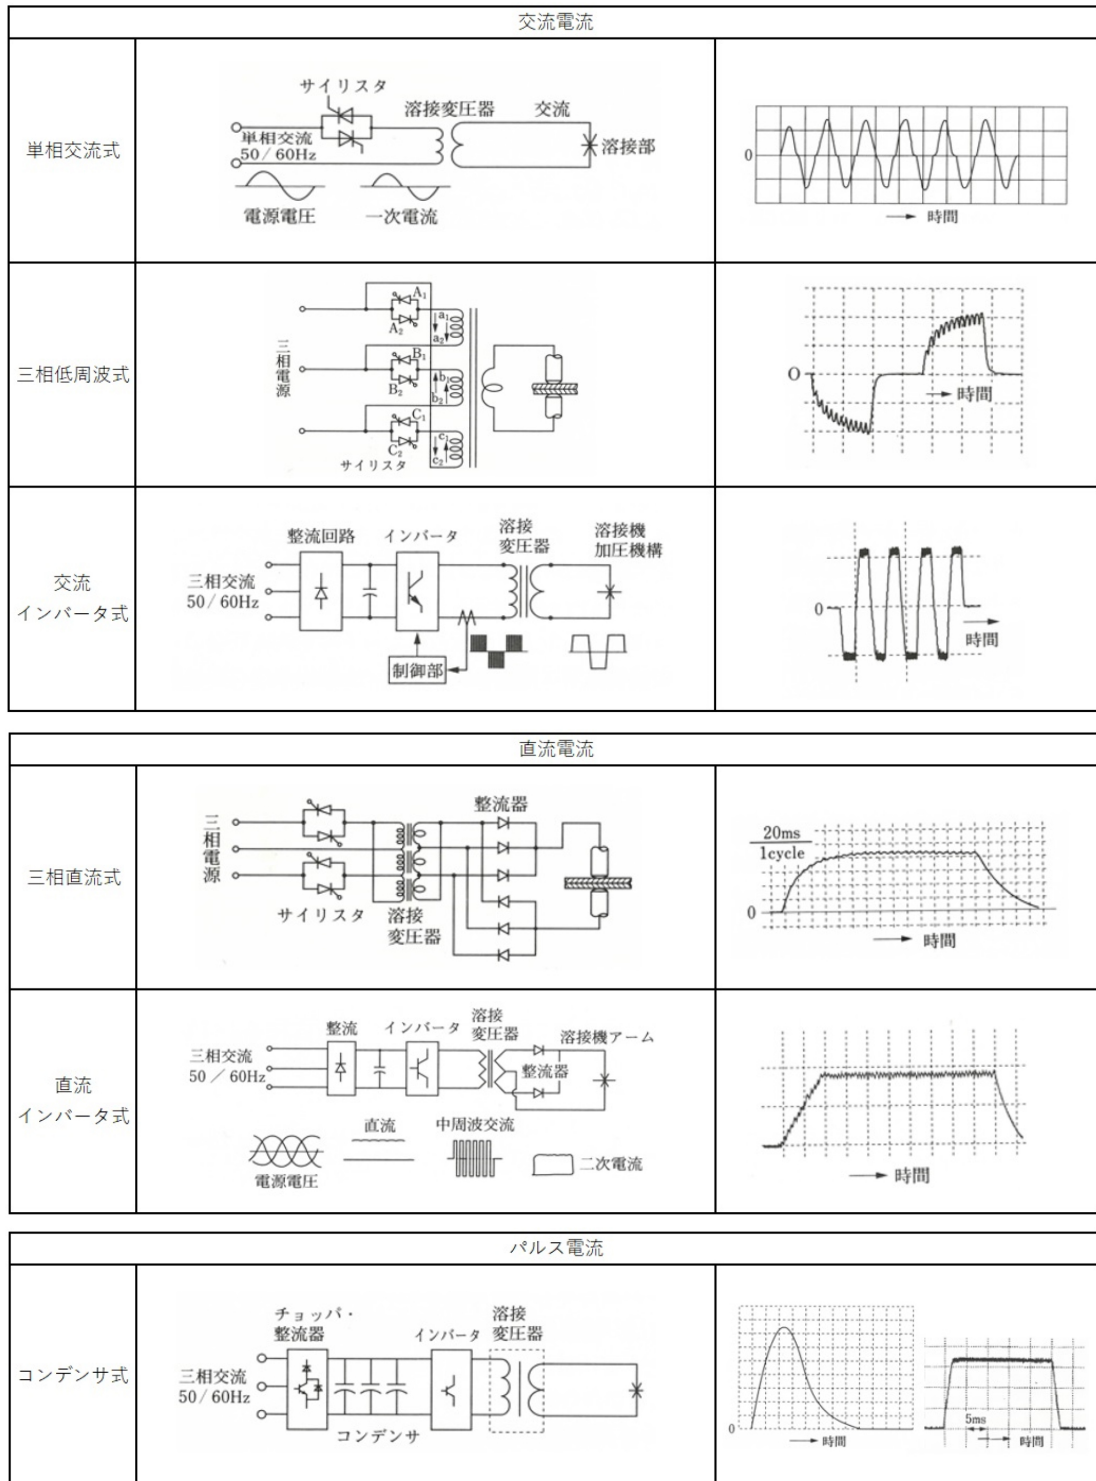 交流電流
単相交流式
サイリスタ
溶接変圧器
交流
単相交流
50/60Hz
溶接部
電源電圧
一次電流
0
時間
三相低周波式
三相電源
A₁
A₂
a₁
a₂
B₁
B₂
b₁
b₂
C₁
C₂
c₁
c₂
サイリスタ
O
時間
交流
インバータ式
整流回路
インバータ
溶接
変圧器
溶接機
加圧機構
三相交流
50/60Hz
制御部
0
時間
直流電流
三相直流式
三相電源
サイリスタ
溶接
変圧器
整流器
20ms
1cycle
0
時間
直流
インバータ式
整流
インバータ
溶接
変圧器
溶接機アーム
三相交流
50/60Hz
整流器
直流
中周波交流
電源電圧
二次電流
時間
パルス電流
コンデンサ式
チョッパ・
整流器
インバータ
溶接
変圧器
三相交流
50/60Hz
コンデンサ
0
時間
5ms
0
時間